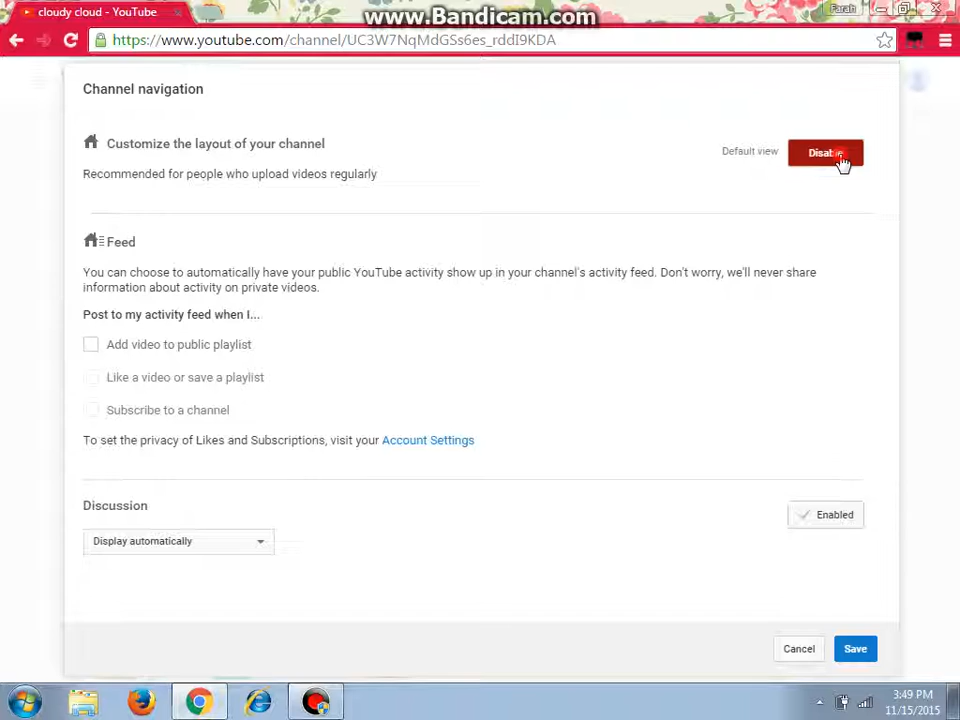 www.Bandicam.com
cloudy cloud - YouTube
Farah
https://www.youtube.com/channel/UC3W7NqMdGSs6es_rddI9KDA
Channel navigation
Customize the layout of your channel
Default view
Recommended for people who upload videos regularly
Feed
You can choose to automatically have your public YouTube activity show up in your channel's activity feed. Don't worry, we'll never share
information about activity on private videos.
Post to my activity feed when I...
Add video to public playlist
Like a video or save a playlist
Subscribe to a channel
To set the privacy of Likes and Subscriptions, visit your Account Settings
Discussion
Enabled
Display automatically
Cancel
Save
3:49 PM
11/15/2015